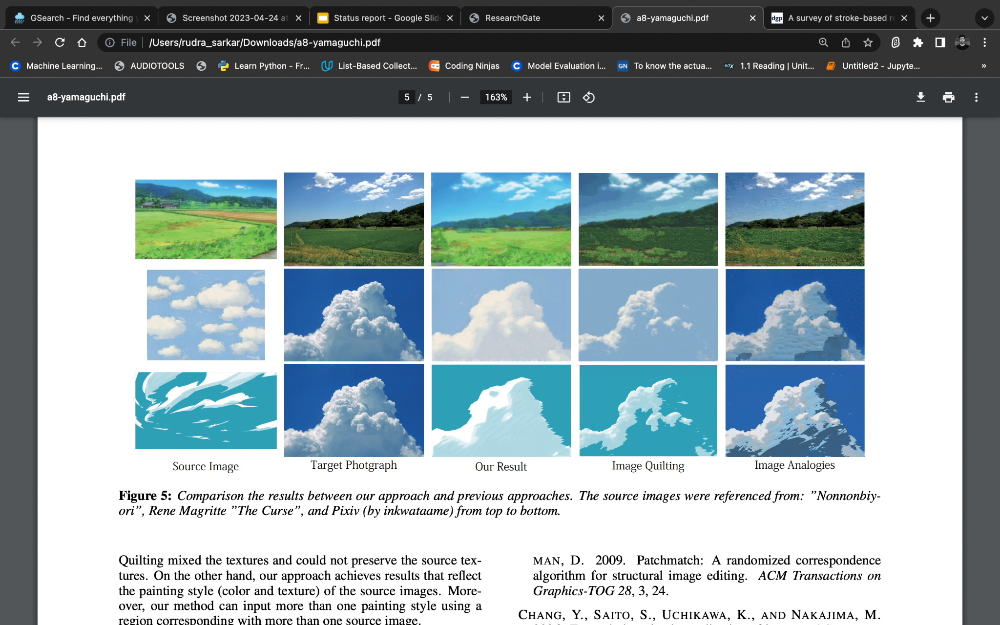 GSearch - Find everything
Screenshot 2023-04-24 at
Status report - Google Slid
ResearchGate
a8-yamaguchi.pdf
dgp
A survey of stroke-based r
File
/Users/rudra_sarkar/Downloads/a8-yamaguchi.pdf
Machine Learning...
AUDIOTOOLS
Learn Python - Fr...
List-Based Collect...
Coding Ninjas
Model Evaluation i...
GN
To know the actua...
edX
1.1 Reading | Unit...
Untitled2 - Jupyte...
»
a8-yamaguchi.pdf
5 / 5
163%
Source Image
Target Photgraph
Our Result
Image Quilting
Image Analogies
Figure 5: Comparison the results between our approach and previous approaches. The source images were referenced from: ”Nonnonbiy-
ori”, Rene Magritte ”The Curse”, and Pixiv (by inkwataame) from top to bottom.
Quilting mixed the textures and could not preserve the source tex-
tures. On the other hand, our approach achieves results that reflect
the painting style (color and texture) of the source images. More-
over, our method can input more than one painting style using a
region corresponding with more than one source image.
MAN, D. 2009. Patchmatch: A randomized correspondence
algorithm for structural image editing. ACM Transactions on
Graphics-TOG 28, 3, 24.
CHANG, Y., SAITO, S., UCHIKAWA, K., AND NAKAJIMA, M.